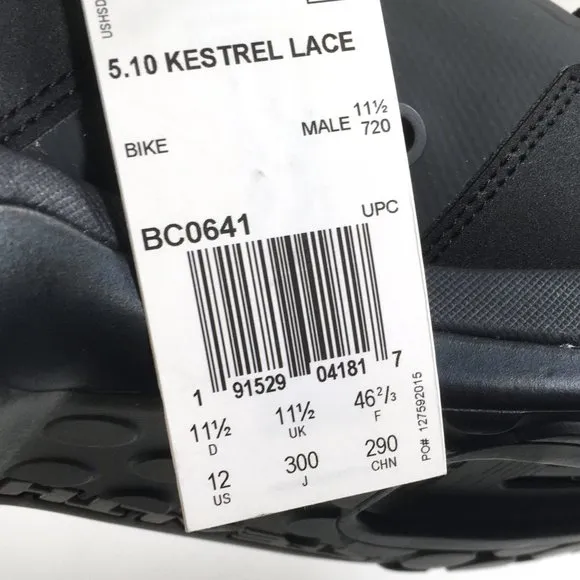 USHSD
5.10 KESTREL LACE
BIKE
MALE 11½
720
BC0641
UPC
1 91529 04181 7
11½ 11½ 46⅔
D UK F
12 300 290
US J CHN
PO# 127592015